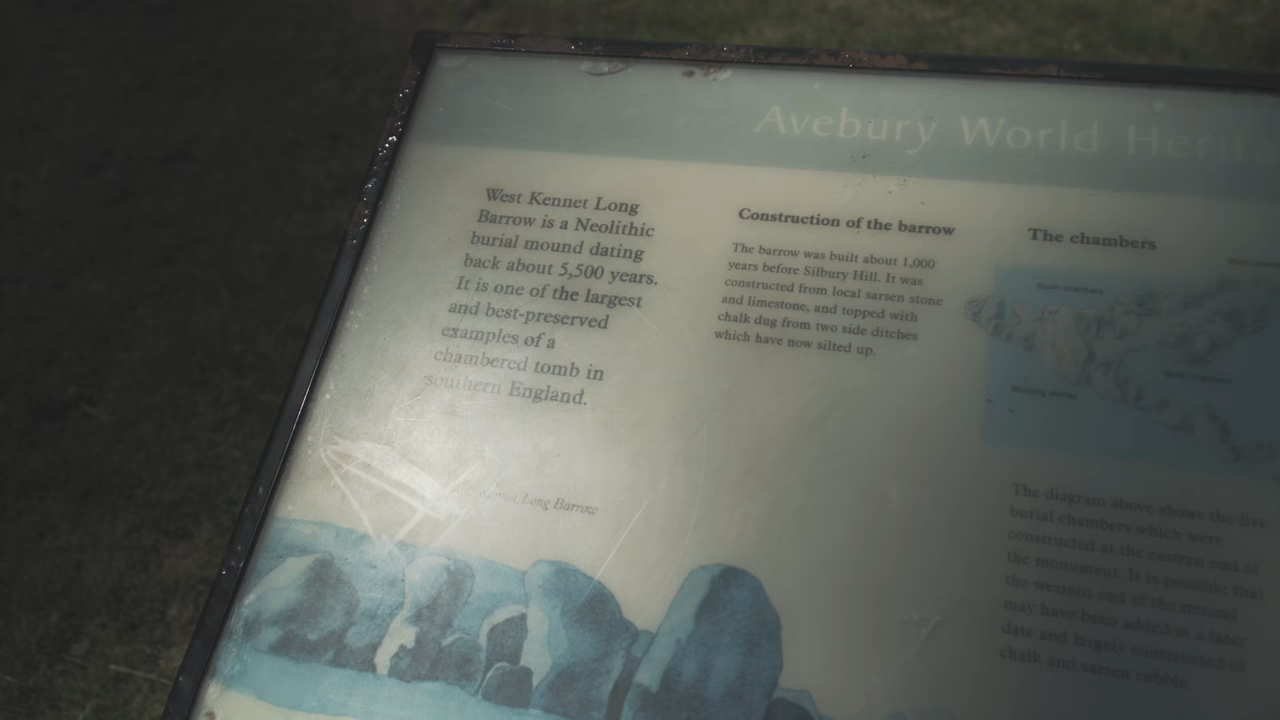 Avebury World Herit
West Kennet Long
Barrow is a Neolithic
burial mound dating
back about 5,500 years.
It is one of the largest
and best-preserved
examples of a
chambered tomb in
southern England.
Long Barrow
Construction of the barrow
The barrow was built about 1,000
years before Silbury Hill. It was
constructed from local sarsen stone
and limestone, and topped with
chalk dug from two side ditches
which have now silted up.
The chambers
The diagram above shows the five
burial chambers which were
constructed at the eastern end of
the monument. It is possible that
the western end of the mound
may have been added at a later
date and largely constructed of
chalk and sarsen rubble.